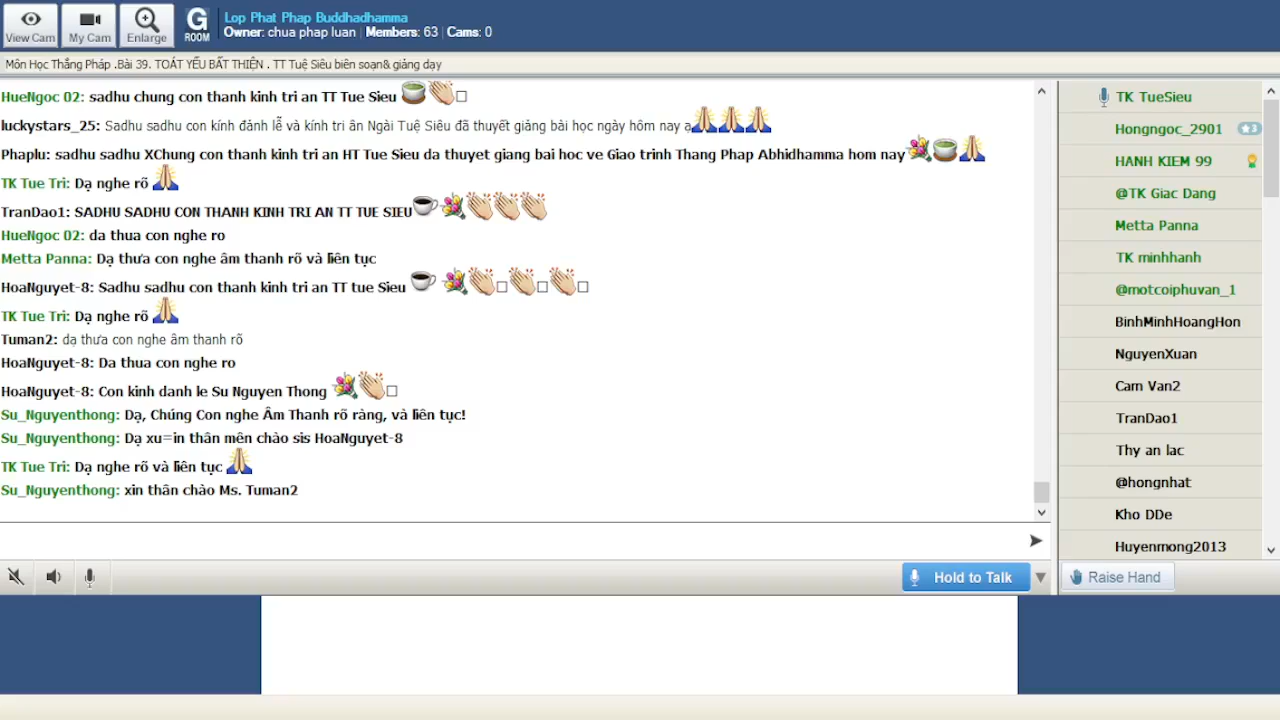 Lop Phat Phap Buddhadhamma
Owner: chua phap luan | Members: 63 | Cams: 0
View Cam
My Cam
Enlarge
G ROOM
Môn Học Thắng Pháp .Bài 39. TOÁT YẾU BẤT THIỆN . TT Tuệ Siêu biên soạn& giảng dạy
HueNgoc 02: sadhu chung con thanh kinh tri an TT Tue Sieu
luckystars_25: Sadhu sadhu con kính đảnh lễ và kính tri ân Ngài Tuệ Siêu đã thuyết giảng bài học ngày hôm nay ạ
Phaplu: sadhu sadhu XChung con thanh kinh tri an HT Tue Sieu da thuyet giang bai hoc ve Giao trinh Thang Phap Abhidhamma hom nay
TK Tue Tri: Dạ nghe rõ
TranDao1: SADHU SADHU CON THANH KINH TRI AN TT TUE SIEU
HueNgoc 02: da thua con nghe ro
Metta Panna: Dạ thưa con nghe âm thanh rõ và liên tục
HoaNguyet-8: Sadhu sadhu con thanh kinh tri an TT tue Sieu
TK Tue Tri: Dạ nghe rõ
Tuman2: dạ thưa con nghe âm thanh rõ
HoaNguyet-8: Da thua con nghe ro
HoaNguyet-8: Con kinh danh le Su Nguyen Thong
Su_Nguyenthong: Dạ, Chúng Con nghe Âm Thanh rõ ràng, và liên tục!
Su_Nguyenthong: Dạ xu=in thân mên chào sis HoaNguyet-8
TK Tue Tri: Dạ nghe rõ và liên tục
Su_Nguyenthong: xin thân chào Ms. Tuman2
TK TueSieu
Hongngoc_2901
★3
HANH KIEM 99
@TK Giac Dang
Metta Panna
TK minhhanh
@motcoiphuvan_1
BinhMinhHoangHon
NguyenXuan
Cam Van2
TranDao1
Thy an lac
@hongnhat
Kho DDe
Huyenmong2013
Hold to Talk
Raise Hand